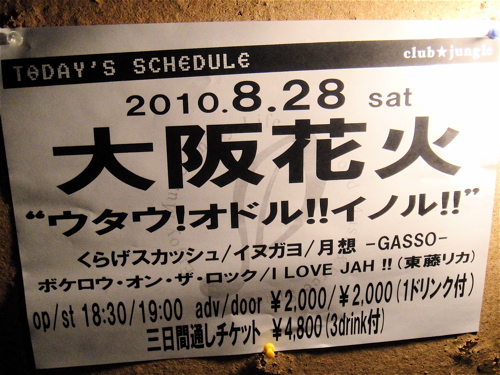 TODAY'S SCHEDULE
club★jungle
2010.8.28 sat
大阪花火
"ウタウ!オドル!!イノル!!"
くらげスカッシュ/イヌガヨ/月想 -GASSO-
ボケロウ・オン・ザ・ロック/I LOVE JAH !!(東藤リカ)
op/st 18:30/19:00 adv/door ¥2,000/¥2,000(1ドリンク付)
三日間通しチケット ¥4,800(3drink付)